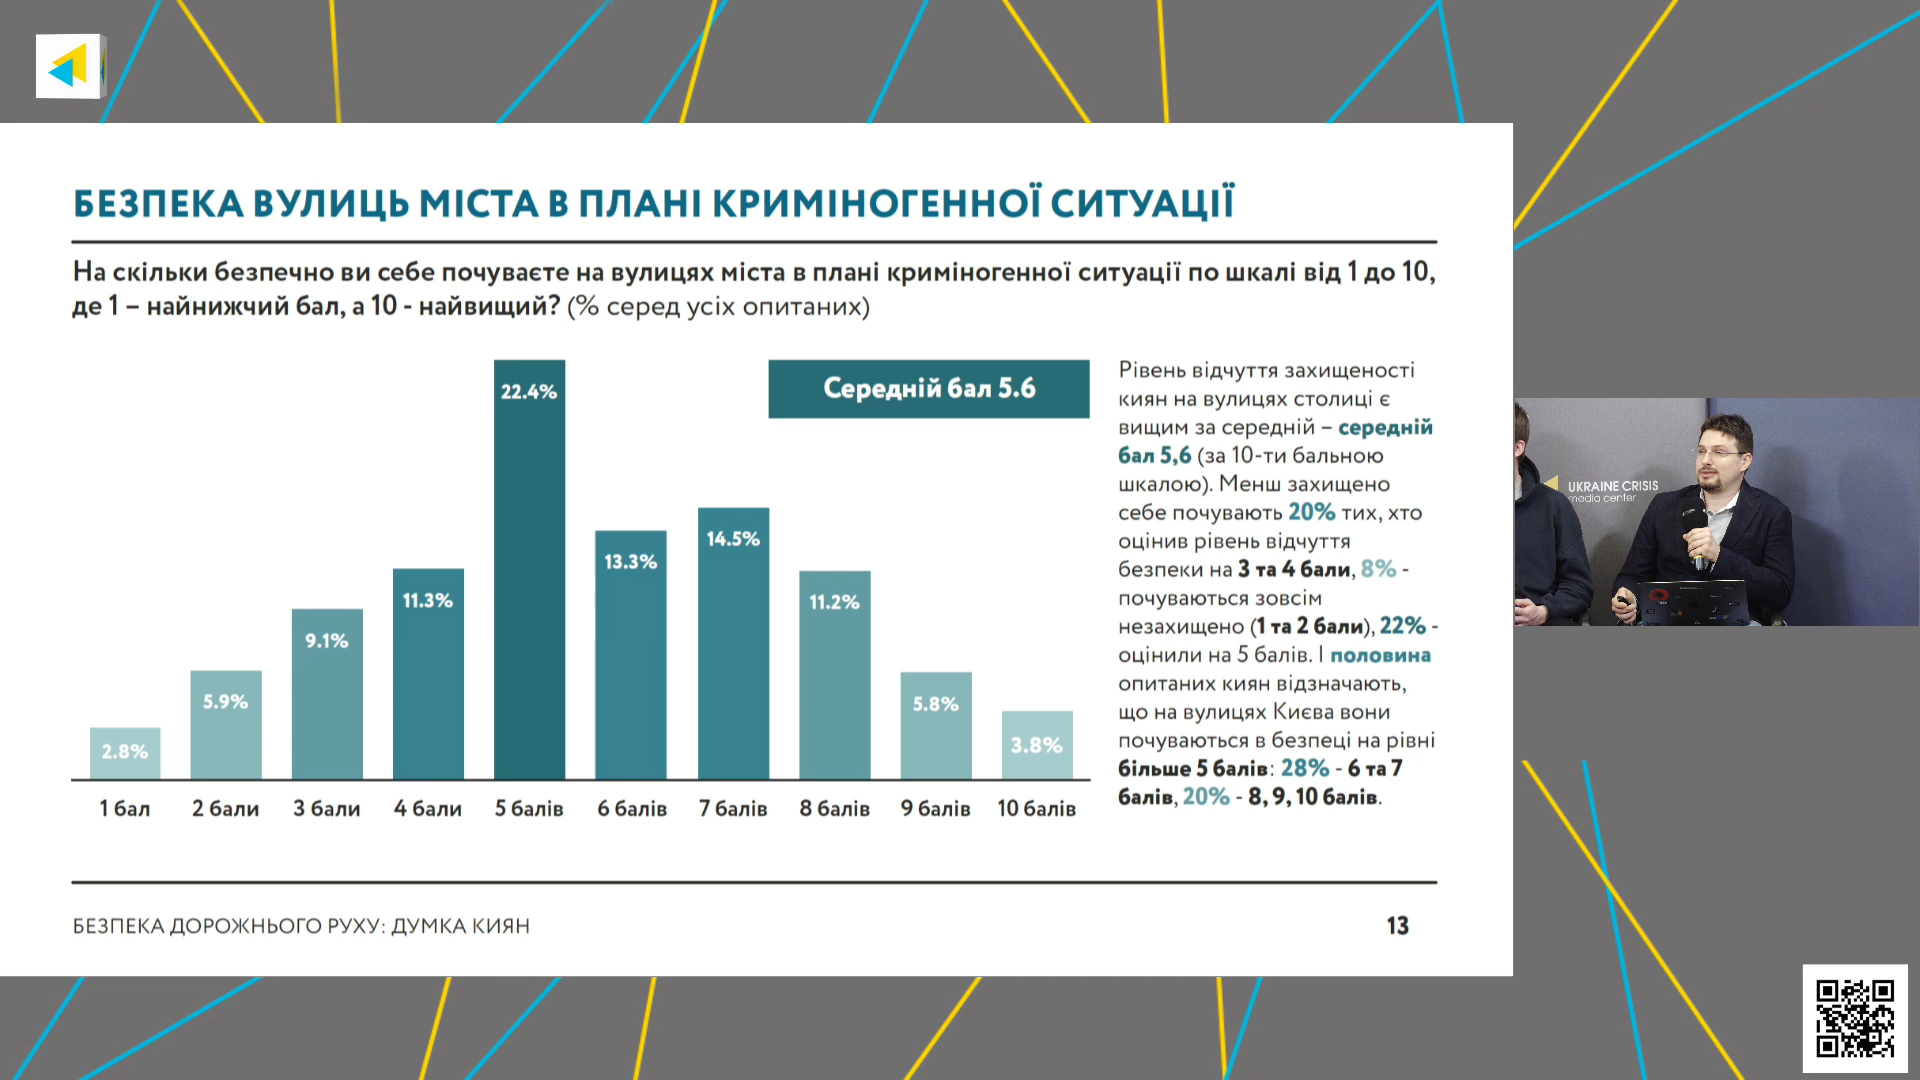 БЕЗПЕКА ВУЛИЦЬ МІСТА В ПЛАНІ КРИМІНОГЕННОЇ СИТУАЦІЇ
На скільки безпечно ви себе почуваєте на вулицях міста в плані криміногенної ситуації по шкалі від 1 до 10,
де 1 – найнижчий бал, а 10 - найвищий? (% серед усіх опитаних)
2.8%
5.9%
9.1%
11.3%
22.4%
13.3%
14.5%
11.2%
5.8%
3.8%
1 бал
2 бали
3 бали
4 бали
5 балів
6 балів
7 балів
8 балів
9 балів
10 балів
Середній бал 5.6
Рівень відчуття захищеності
киян на вулицях столиці є
вищим за середній – середній
бал 5,6 (за 10-ти бальною
шкалою). Менш захищено
себе почувають 20% тих, хто
оцінив рівень відчуття
безпеки на 3 та 4 бали, 8% -
почуваються зовсім
незахищено (1 та 2 бали), 22% -
оцінили на 5 балів. І половина
опитаних киян відзначають,
що на вулицях Києва вони
почуваються в безпеці на рівні
більше 5 балів: 28% - 6 та 7
балів, 20% - 8, 9, 10 балів.
БЕЗПЕКА ДОРОЖНЬОГО РУХУ: ДУМКА КИЯН
13
UKRAINE CRISIS
media center